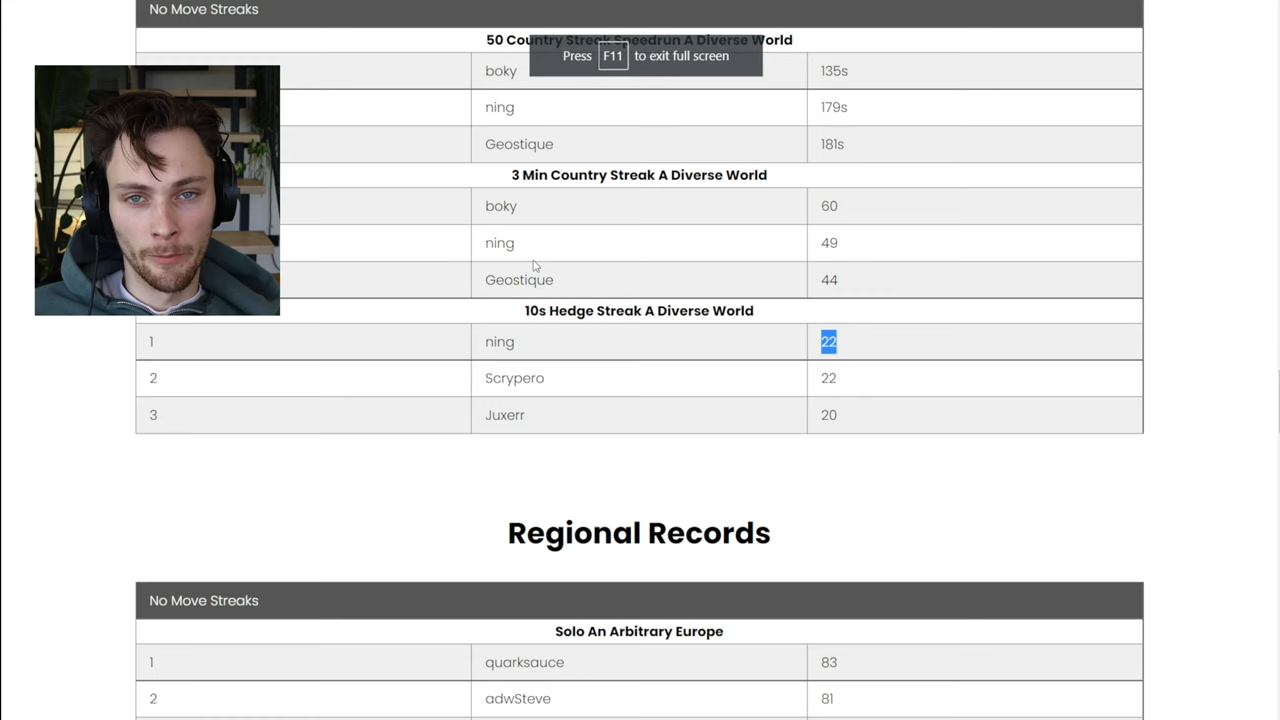 No Move Streaks
50 Country Streak Speedrun A Diverse World
Press F11 to exit full screen
boky 135s
ning 179s
Geostique 181s
3 Min Country Streak A Diverse World
boky 60
ning 49
Geostique 44
10s Hedge Streak A Diverse World
1 ning 22
2 Scrypero 22
3 Juxerr 20
Regional Records
No Move Streaks
Solo An Arbitrary Europe
1 quarksauce 83
2 adwSteve 81